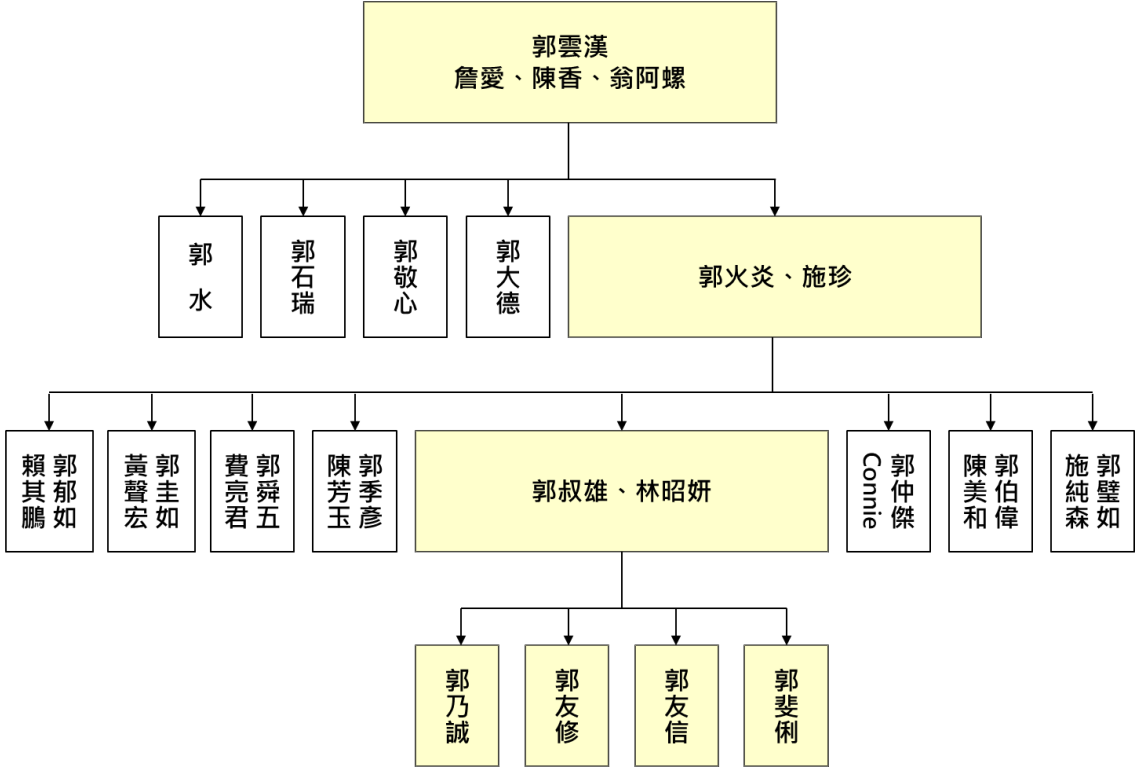 郭雲漢
詹愛、陳香、翁阿螺
郭水
郭石瑞
郭敬心
郭大德
郭火炎、施珍
郭郁如
賴其鵬
郭圭如
黃聲宏
郭舜五
費亮君
郭季彥
陳芳玉
郭叔雄、林昭妍
郭仲傑
Connie
郭伯偉
陳美和
郭璧如
施純森
郭乃誠
郭友修
郭友信
郭斐俐